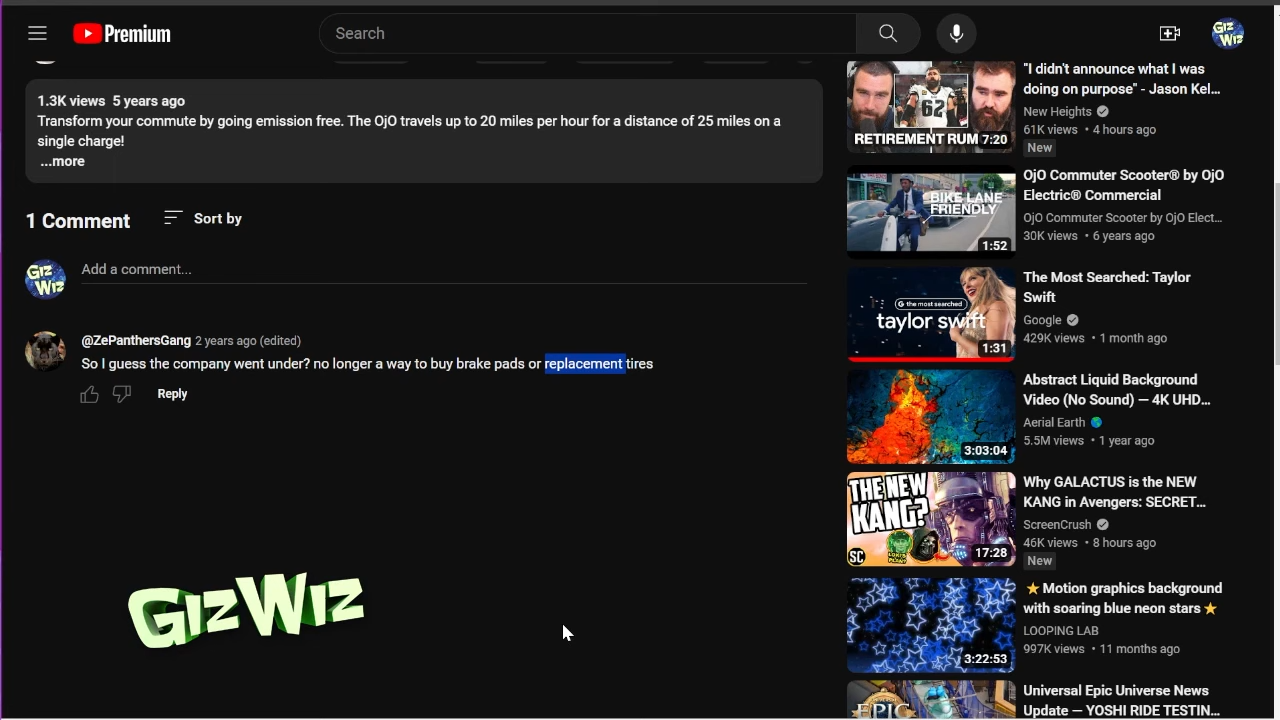 Premium
Search
GIZ WIZ
1.3K views 5 years ago
Transform your commute by going emission free. The OjO travels up to 20 miles per hour for a distance of 25 miles on a
single charge!
...more
1 Comment
Sort by
GIZ WIZ
Add a comment...
@ZePanthersGang 2 years ago (edited)
So I guess the company went under? no longer a way to buy brake pads or replacement tires
Reply
GIZWIZ
62
RETIREMENT RUM
7:20
"I didn't announce what I was
doing on purpose" - Jason Kel...
New Heights
61K views • 4 hours ago
New
BIKE LANE
FRIENDLY
1:52
OjO Commuter Scooter® by OjO
Electric® Commercial
OjO Commuter Scooter by OjO Elect...
30K views • 6 years ago
G the most searched
taylor swift
1:31
The Most Searched: Taylor
Swift
Google
429K views • 1 month ago
3:03:04
Abstract Liquid Background
Video (No Sound) — 4K UHD...
Aerial Earth
5.5M views • 1 year ago
THE NEW
KANG?
SC
17:28
Why GALACTUS is the NEW
KANG in Avengers: SECRET...
ScreenCrush
46K views • 8 hours ago
New
3:22:53
⭐Motion graphics background
with soaring blue neon stars⭐
LOOPING LAB
997K views • 11 months ago
EPIC
Universal Epic Universe News
Update — YOSHI RIDE TESTIN...